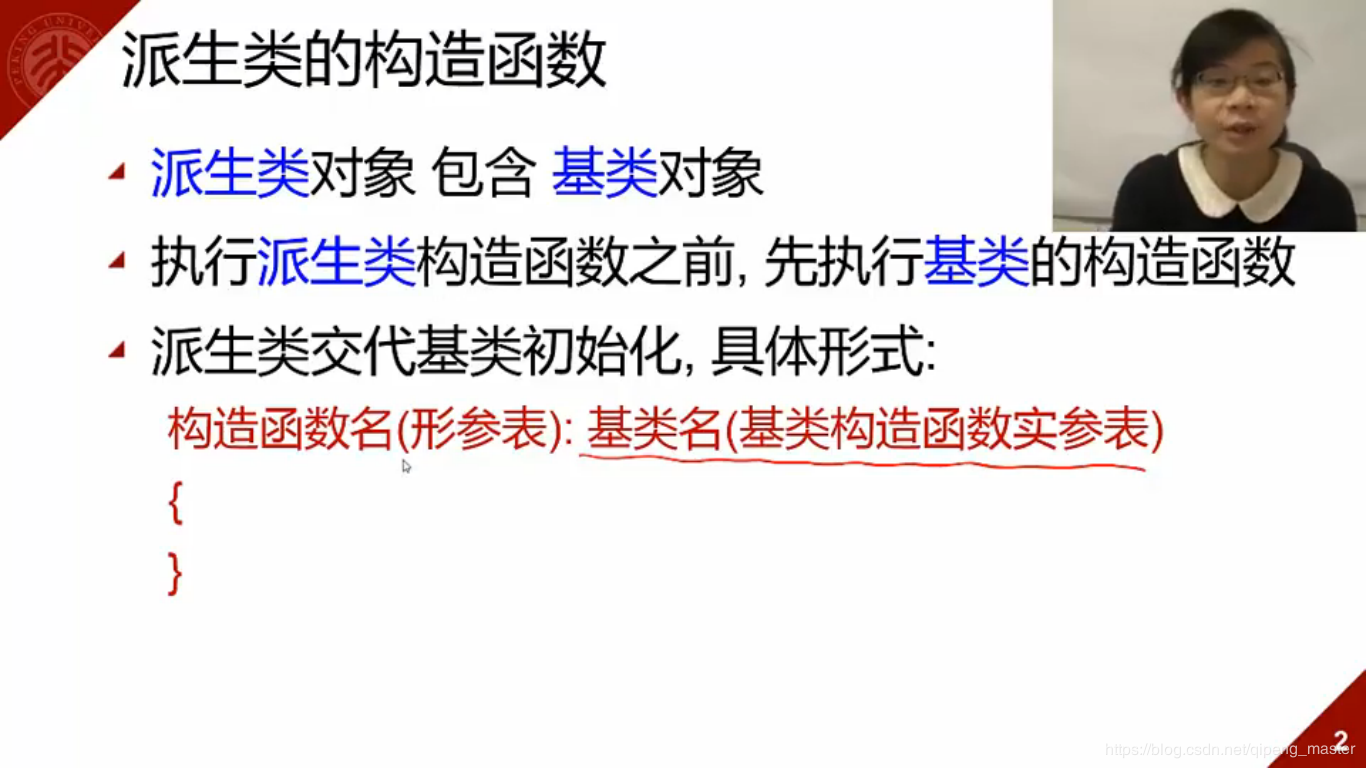 派生类的构造函数
派生类对象 包含 基类对象
执行派生类构造函数之前, 先执行基类的构造函数
派生类交代基类初始化, 具体形式:
构造函数名(形参表): 基类名(基类构造函数实参表)
{
}
2
https://blog.csdn.net/qipeng_master